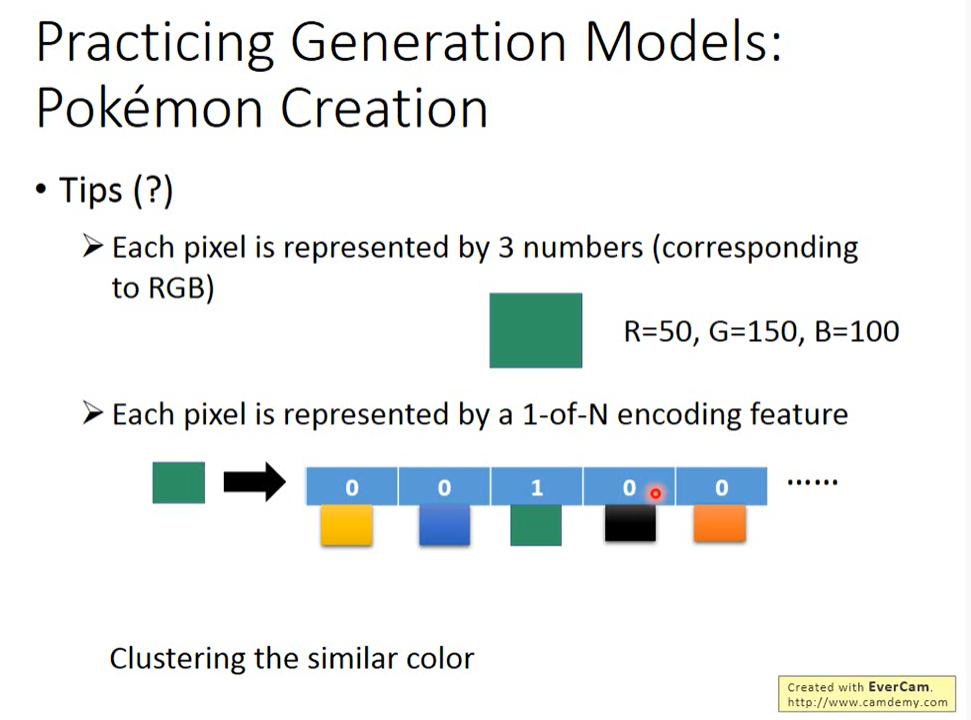 Practicing Generation Models:
Pokémon Creation
• Tips (?)
➢ Each pixel is represented by 3 numbers (corresponding
to RGB)
R=50, G=150, B=100
➢ Each pixel is represented by a 1-of-N encoding feature
0 0 1 0 0 ……
Clustering the similar color
Created with EverCam.
http://www.camdemy.com